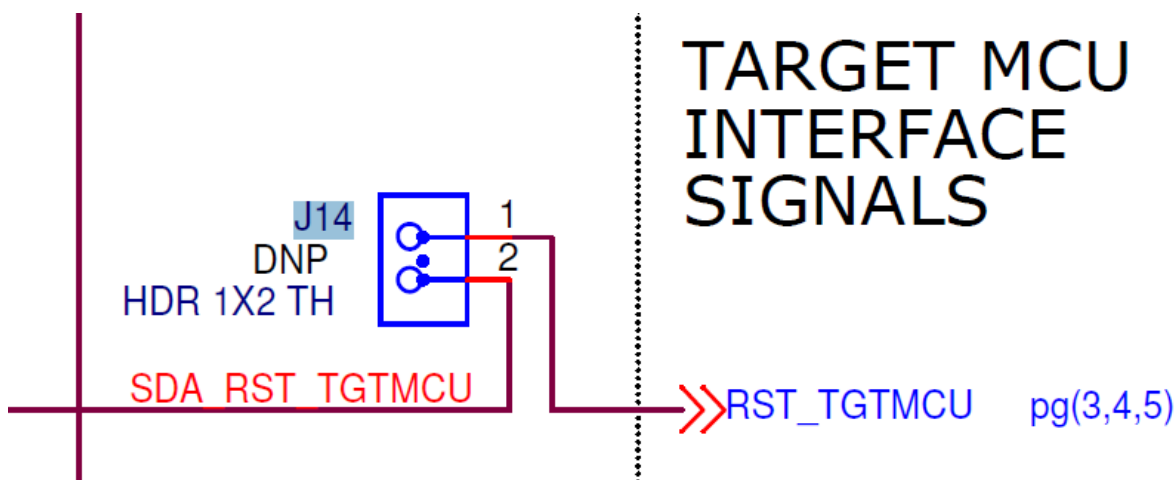 TARGET MCU
INTERFACE
SIGNALS
J14
1
DNP
2
HDR 1X2 TH
SDA_RST_TGTMCU
RST_TGTMCU pg(3,4,5)